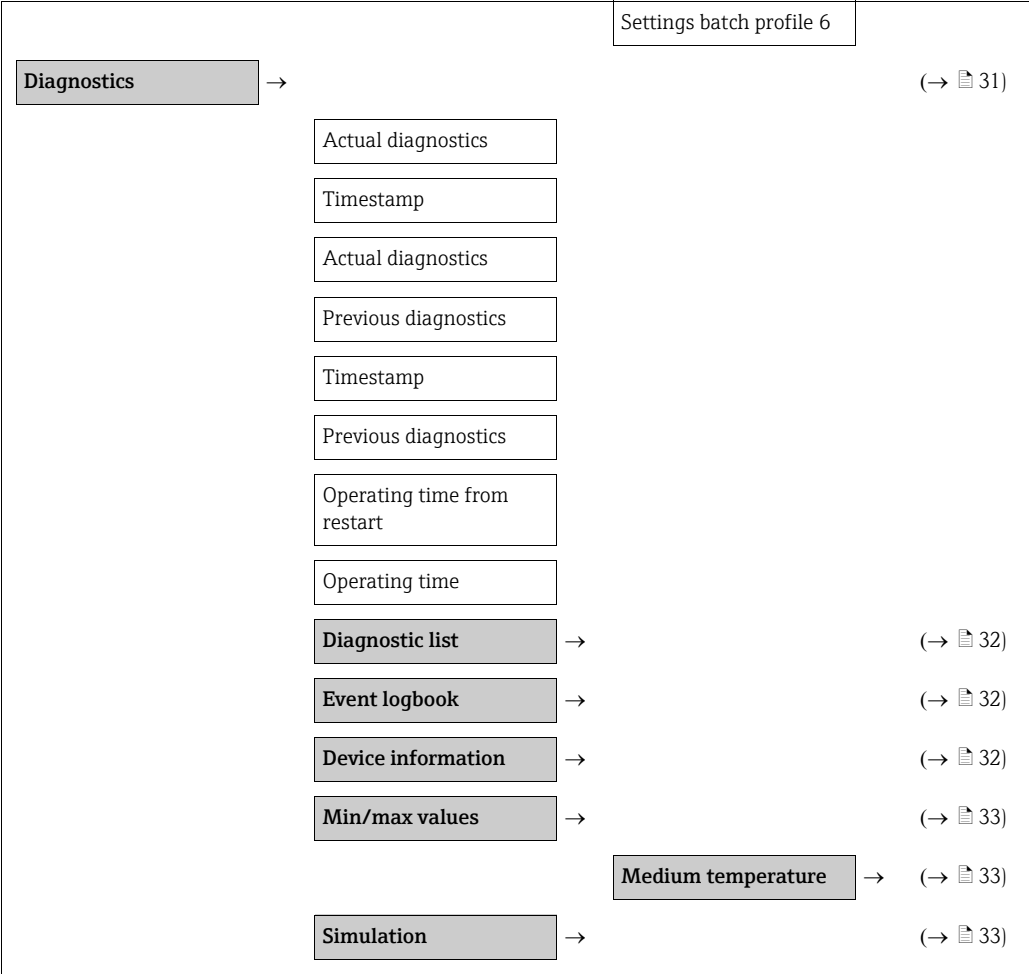 Settings batch profile 6
Diagnostics → (→ 31)
Actual diagnostics
Timestamp
Actual diagnostics
Previous diagnostics
Timestamp
Previous diagnostics
Operating time from
restart
Operating time
Diagnostic list → (→ 32)
Event logbook → (→ 32)
Device information → (→ 32)
Min/max values → (→ 33)
Medium temperature → (→ 33)
Simulation → (→ 33)